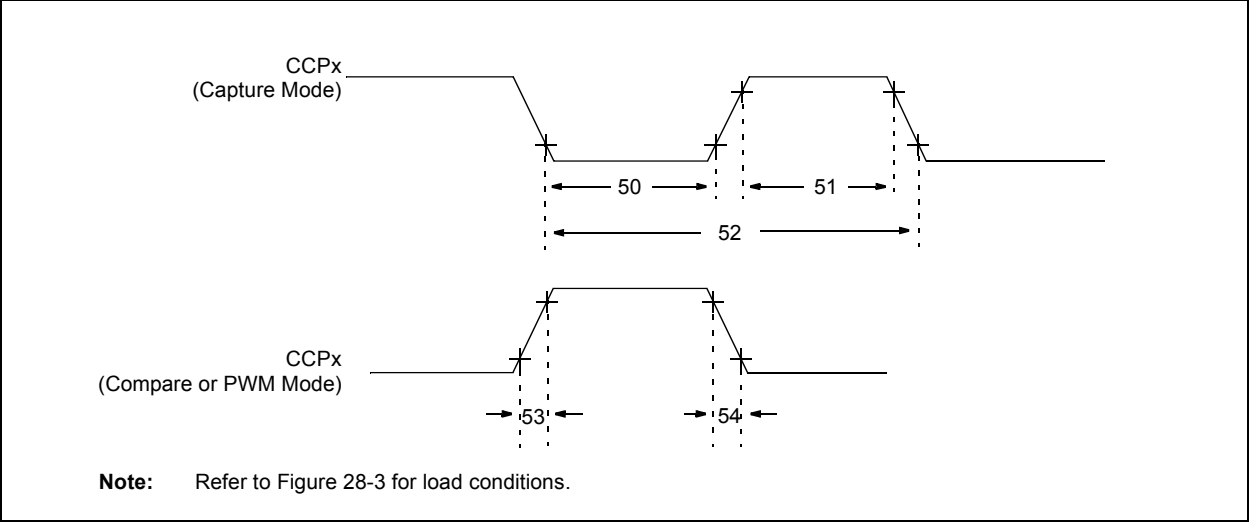 CCPx
(Capture Mode)
50
51
52
CCPx
(Compare or PWM Mode)
53
54
Note: Refer to Figure 28-3 for load conditions.